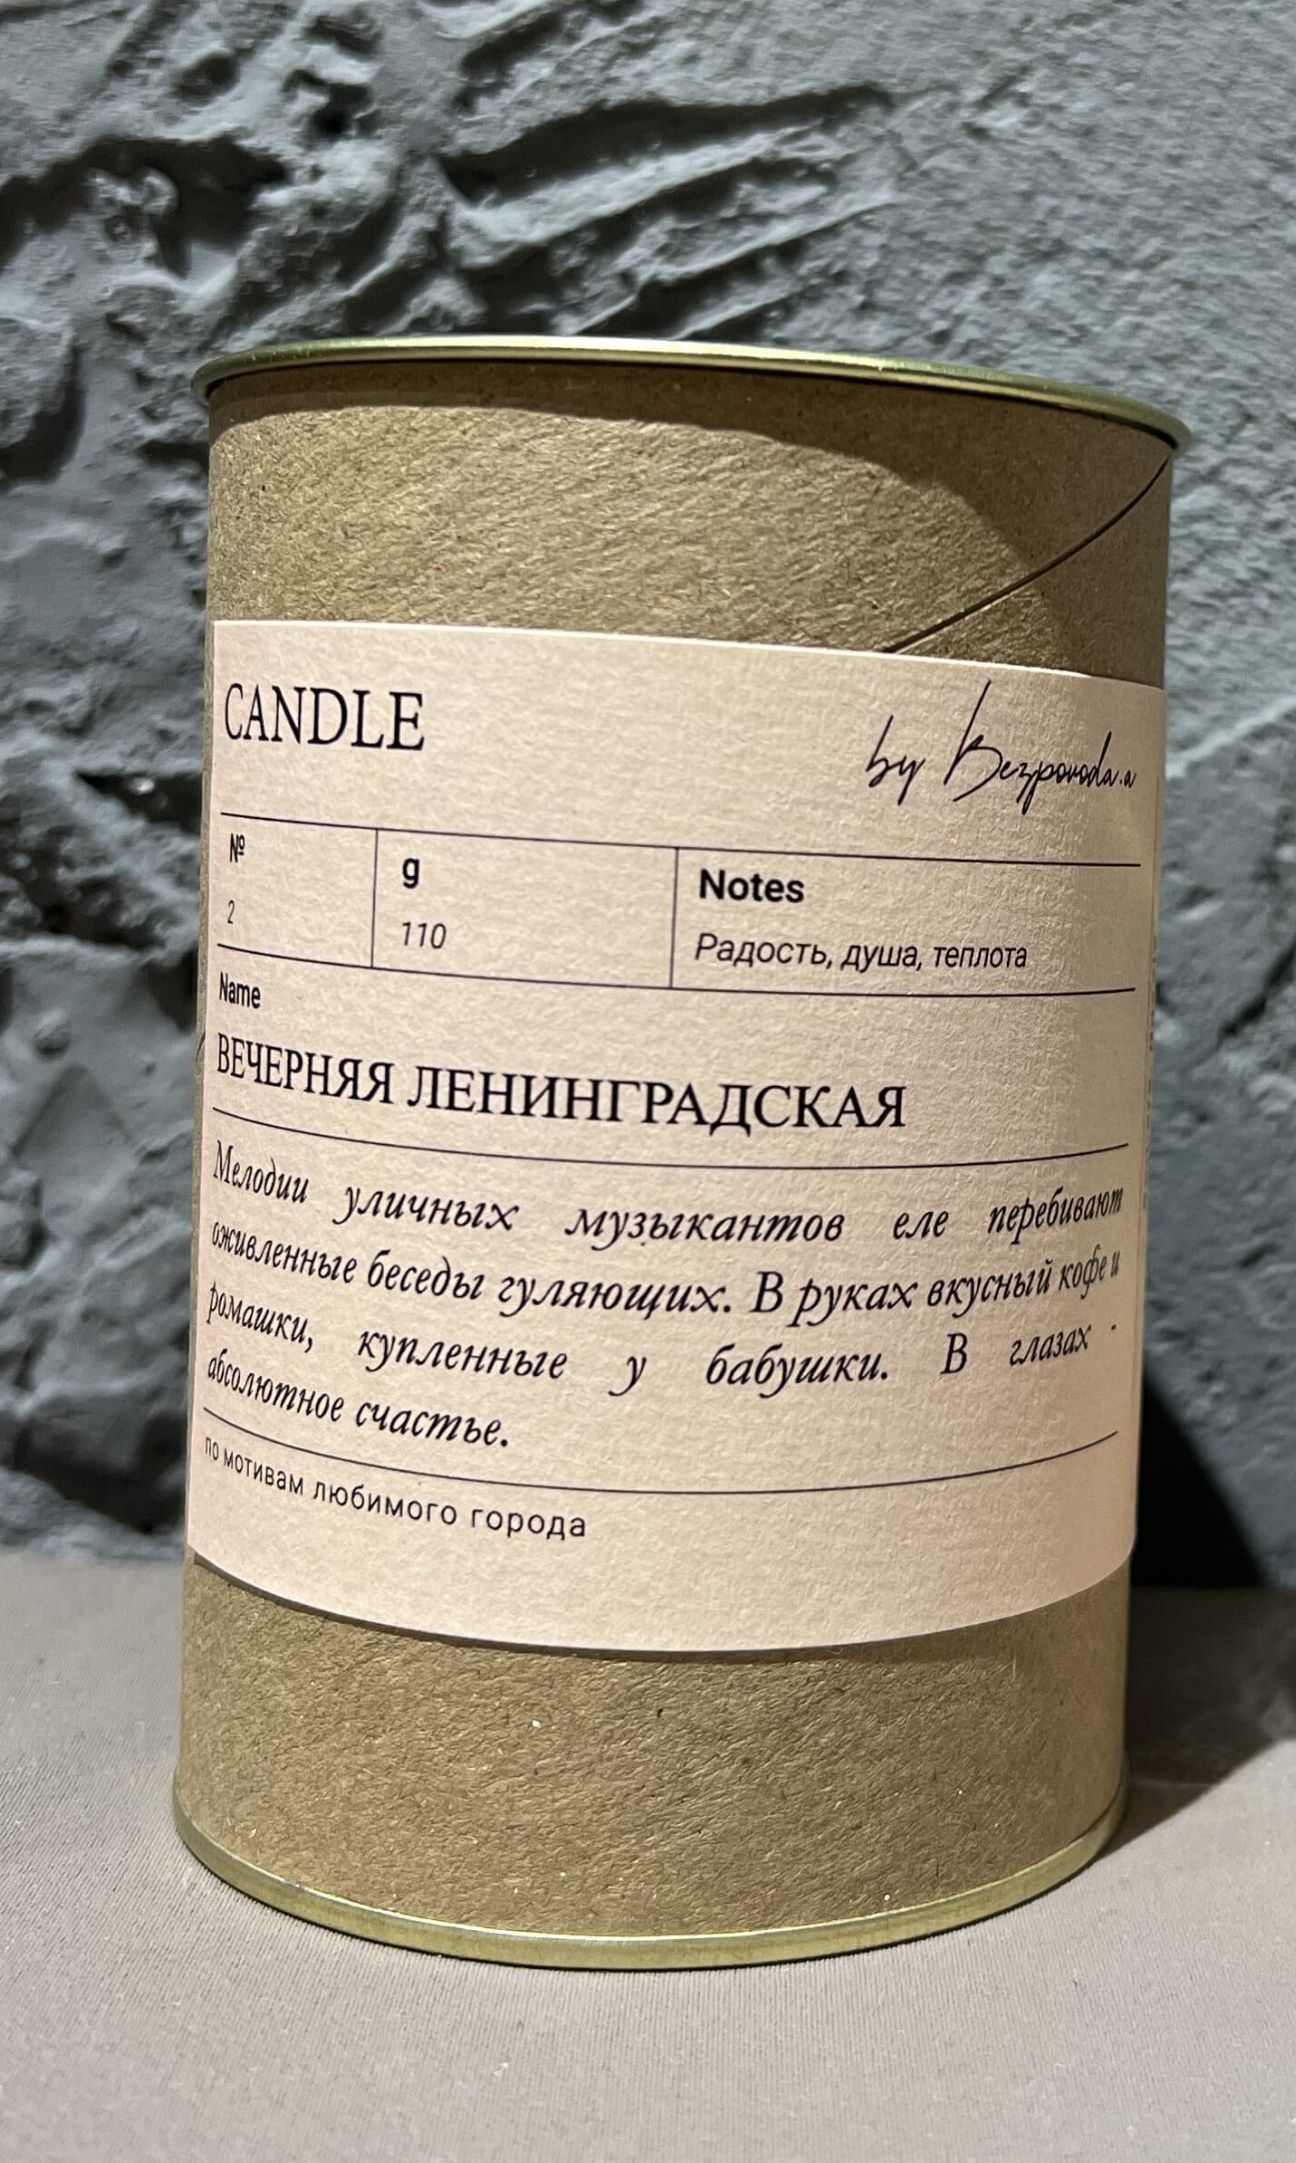 CANDLE
by Bezpovoda.a
№ g Notes
2 110 Радость, душа, теплота
Name
ВЕЧЕРНЯЯ ЛЕНИНГРАДСКАЯ
Мелодии уличных музыкантов еле перебивают
оживленные беседы гуляющих. В руках вкусный кофе и
ромашки, купленные у бабушки. В глазах -
абсолютное счастье.
по мотивам любимого города